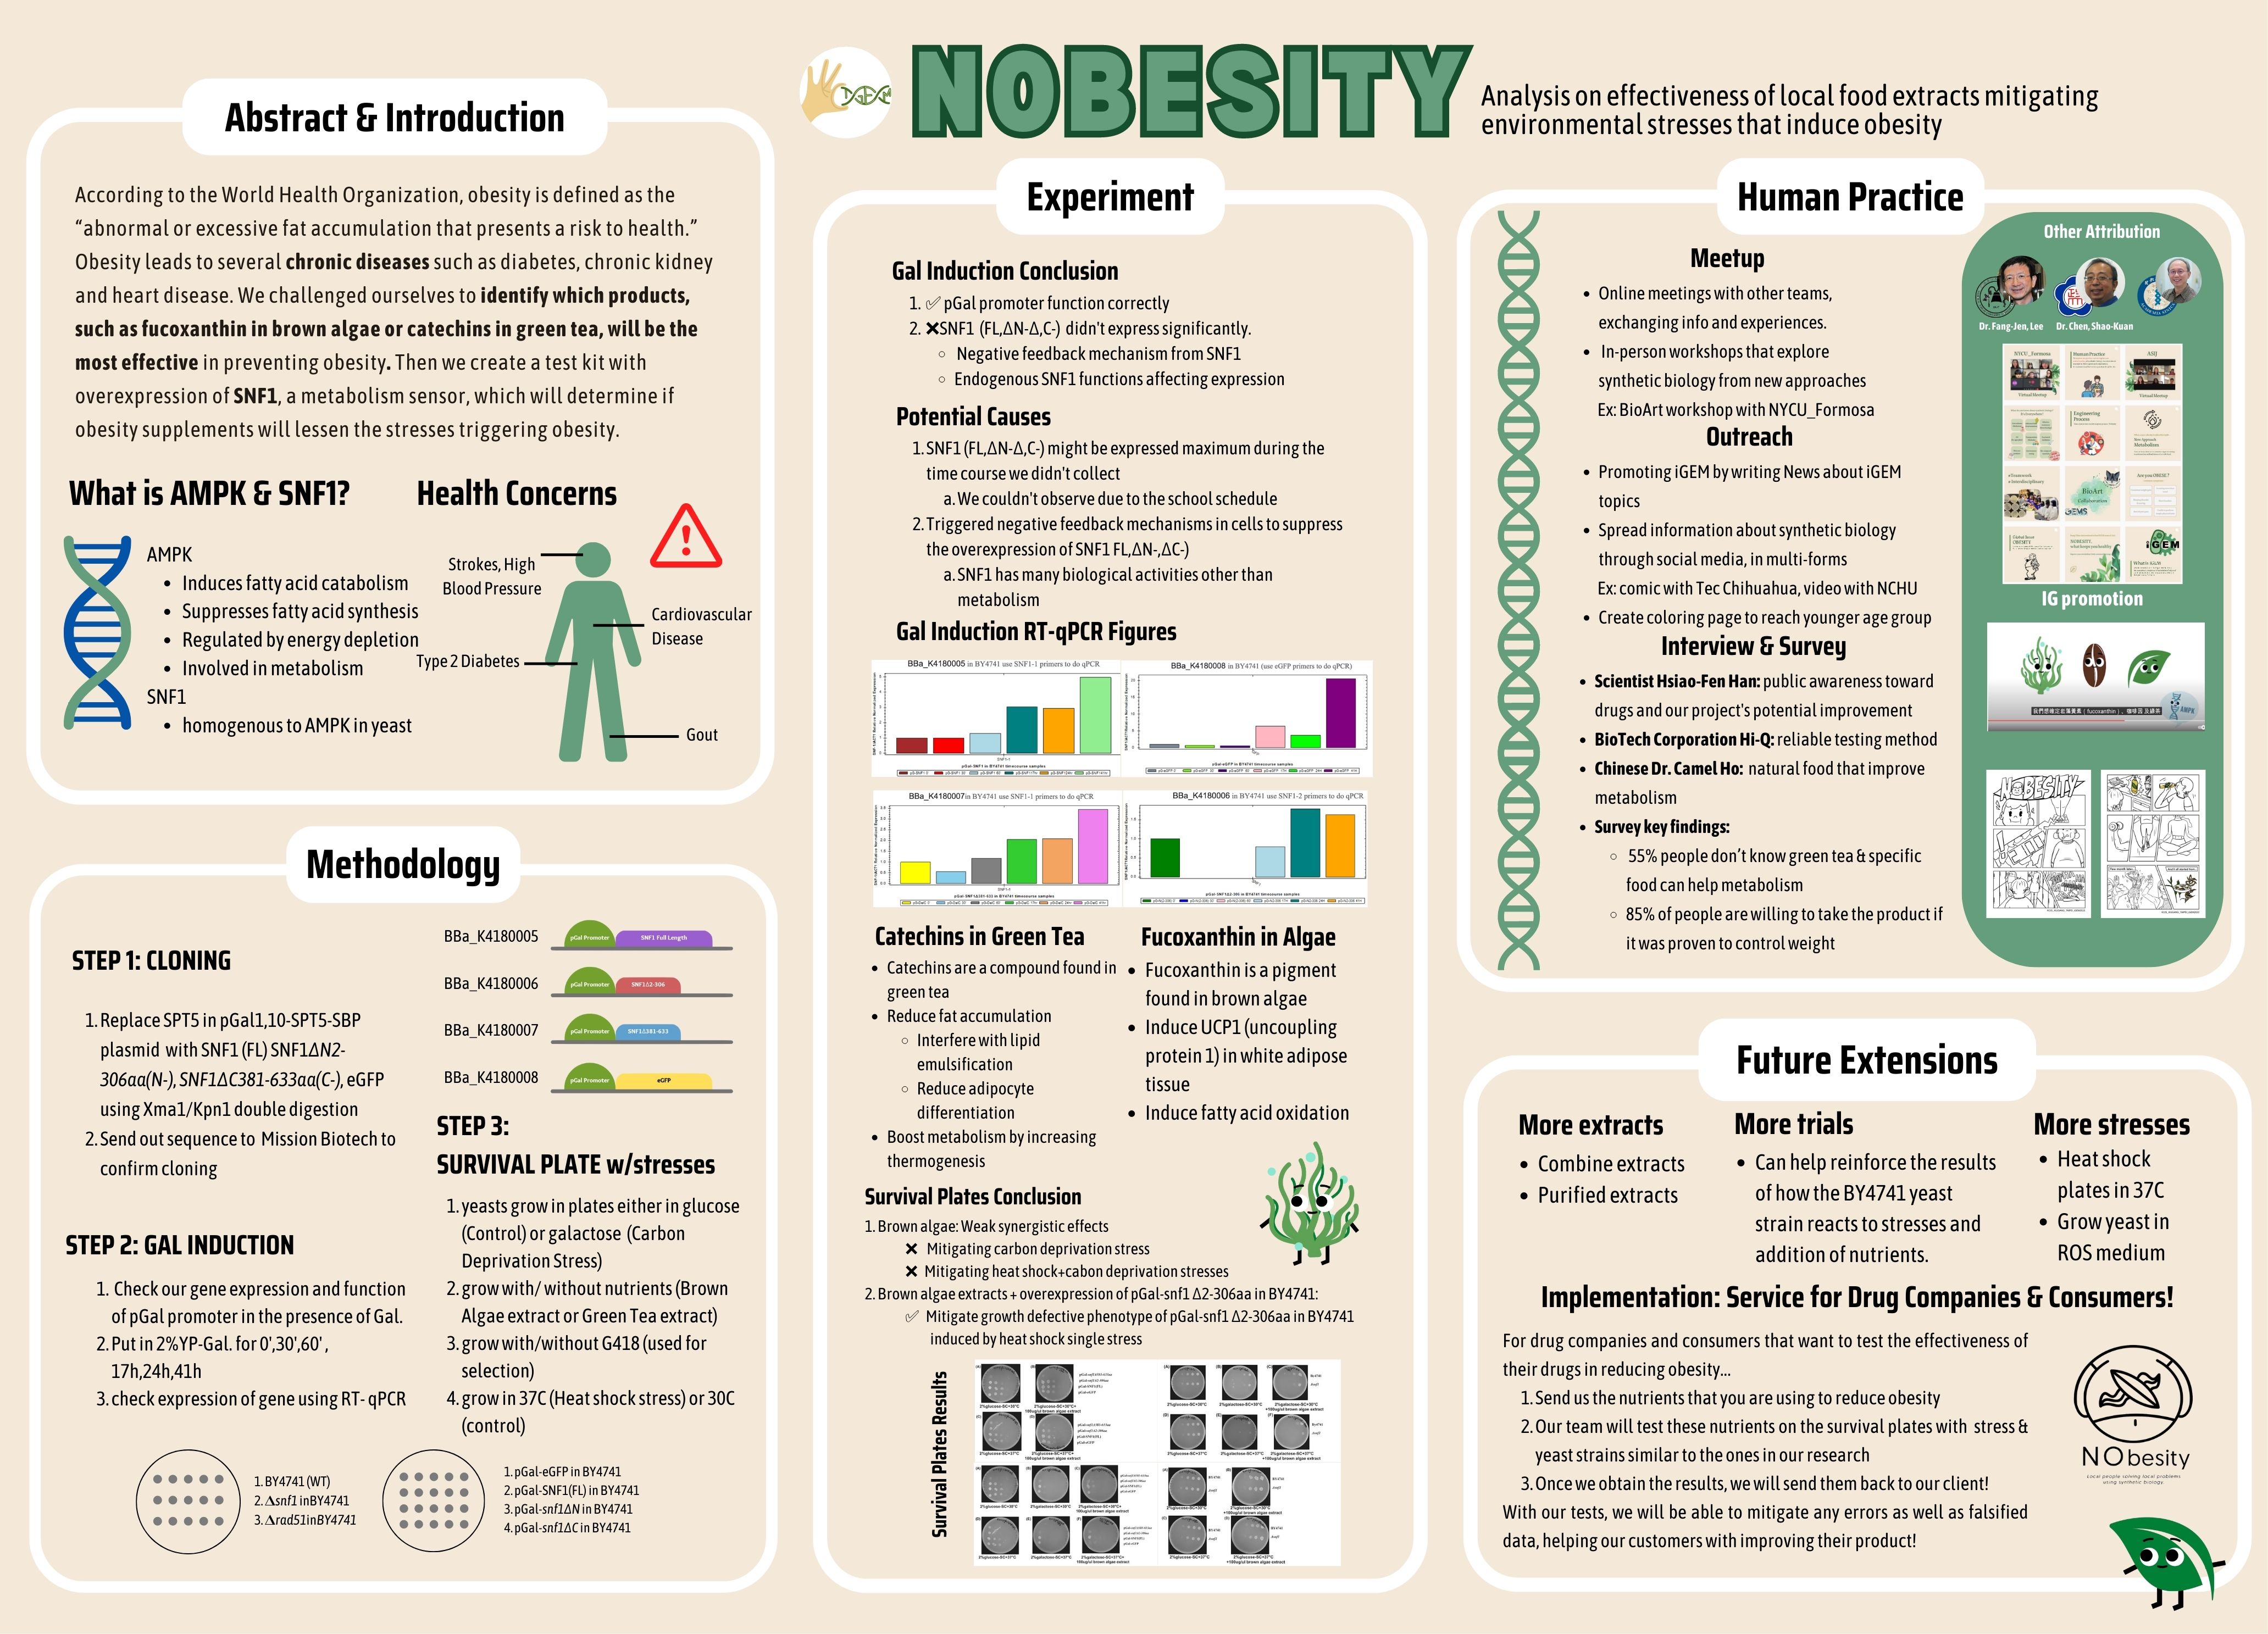 NOBESITY
Analysis on effectiveness of local food extracts mitigating
environmental stresses that induce obesity
Abstract & Introduction
According to the World Health Organization, obesity is defined as the
“abnormal or excessive fat accumulation that presents a risk to health.”
Obesity leads to several chronic diseases such as diabetes, chronic kidney
and heart disease. We challenged ourselves to identify which products,
such as fucoxanthin in brown algae or catechins in green tea, will be the
most effective in preventing obesity. Then we create a test kit with
overexpression of SNF1, a metabolism sensor, which will determine if
obesity supplements will lessen the stresses triggering obesity.
What is AMPK & SNF1?
AMPK
• Induces fatty acid catabolism
• Suppresses fatty acid synthesis
• Regulated by energy depletion
• Involved in metabolism
SNF1
• homogenous to AMPK in yeast
Health Concerns
Strokes, High
Blood Pressure
Cardiovascular
Disease
Type 2 Diabetes
Gout
Methodology
STEP 1: CLONING
1. Replace SPT5 in pGal1,10-SPT5-SBP
plasmid with SNF1 (FL) SNF1ΔN2-
306aa(N-), SNF1ΔC381-633aa(C-), eGFP
using Xma1/Kpn1 double digestion
2. Send out sequence to Mission Biotech to
confirm cloning
BBa_K4180005 pGal Promoter SNF1 Full Length
BBa_K4180006 pGal Promoter SNF1Δ2-306
BBa_K4180007 pGal Promoter SNF1Δ381-633
BBa_K4180008 pGal Promoter eGFP
STEP 2: GAL INDUCTION
1. Check our gene expression and function
of pGal promoter in the presence of Gal.
2. Put in 2%YP-Gal. for 0',30',60',
17h,24h,41h
3. check expression of gene using RT- qPCR
STEP 3:
SURVIVAL PLATE w/stresses
1. yeasts grow in plates either in glucose
(Control) or galactose (Carbon
Deprivation Stress)
2. grow with/ without nutrients (Brown
Algae extract or Green Tea extract)
3. grow with/without G418 (used for
selection)
4. grow in 37C (Heat shock stress) or 30C
(control)
1. BY4741 (WT)
2. Δsnf1 inBY4741
3. Δrad51inBY4741
1. pGal-eGFP in BY4741
2. pGal-SNF1(FL) in BY4741
3. pGal-snf1ΔN in BY4741
4. pGal-snf1ΔC in BY4741
Experiment
Gal Induction Conclusion
1. ✅ pGal promoter function correctly
2. ❌SNF1 (FL,ΔN-Δ,C-) didn't express significantly.
○ Negative feedback mechanism from SNF1
○ Endogenous SNF1 functions affecting expression
Potential Causes
1. SNF1 (FL,ΔN-Δ,C-) might be expressed maximum during the
time course we didn't collect
a. We couldn't observe due to the school schedule
2. Triggered negative feedback mechanisms in cells to suppress
the overexpression of SNF1 FL,ΔN-,ΔC-)
a. SNF1 has many biological activities other than
metabolism
Gal Induction RT-qPCR Figures
BBa_K4180005 in BY4741 use SNF1-1 primers to do qPCR
BBa_K4180008 in BY4741 (use eGFP primers to do qPCR)
BBa_K4180007in BY4741 use SNF1-1 primers to do qPCR
BBa_K4180006 in BY4741 use SNF1-2 primers to do qPCR
Catechins in Green Tea
• Catechins are a compound found in
green tea
• Reduce fat accumulation
○ Interfere with lipid
emulsification
○ Reduce adipocyte
differentiation
• Boost metabolism by increasing
thermogenesis
Fucoxanthin in Algae
• Fucoxanthin is a pigment
found in brown algae
• Induce UCP1 (uncoupling
protein 1) in white adipose
tissue
• Induce fatty acid oxidation
Survival Plates Conclusion
1. Brown algae: Weak synergistic effects
❌ Mitigating carbon deprivation stress
❌ Mitigating heat shock+cabon deprivation stresses
2. Brown algae extracts + overexpression of pGal-snf1 Δ2-306aa in BY4741:
✅ Mitigate growth defective phenotype of pGal-snf1 Δ2-306aa in BY4741
induced by heat shock single stress
Survival Plates Results
Human Practice
Meetup
• Online meetings with other teams,
exchanging info and experiences.
• In-person workshops that explore
synthetic biology from new approaches
Ex: BioArt workshop with NYCU_Formosa
Outreach
• Promoting iGEM by writing News about iGEM
topics
• Spread information about synthetic biology
through social media, in multi-forms
Ex: comic with Tec Chihuahua, video with NCHU
• Create coloring page to reach younger age group
Interview & Survey
• Scientist Hsiao-Fen Han: public awareness toward
drugs and our project's potential improvement
• BioTech Corporation Hi-Q: reliable testing method
• Chinese Dr. Camel Ho: natural food that improve
metabolism
• Survey key findings:
○ 55% people don’t know green tea & specific
food can help metabolism
○ 85% of people are willing to take the product if
it was proven to control weight
Other Attribution
Dr. Fang-Jen, Lee
Dr. Chen, Shao-Kuan
NYCU_Formosa
Virtual Meetup
Human Practice
ASIJ
Virtual Meetup
Engineering
Process
Metabolism
BioArt
Collaboration
Are you OBESE?
iGEM
IG promotion
NOBESITY
Future Extensions
More extracts
• Combine extracts
• Purified extracts
More trials
• Can help reinforce the results
of how the BY4741 yeast
strain reacts to stresses and
addition of nutrients.
More stresses
• Heat shock
plates in 37C
• Grow yeast in
ROS medium
Implementation: Service for Drug Companies & Consumers!
For drug companies and consumers that want to test the effectiveness of
their drugs in reducing obesity...
1. Send us the nutrients that you are using to reduce obesity
2. Our team will test these nutrients on the survival plates with stress &
yeast strains similar to the ones in our research
3. Once we obtain the results, we will send them back to our client!
With our tests, we will be able to mitigate any errors as well as falsified
data, helping our customers with improving their product!
NObesity
Local people solving local problems
using synthetic biology.